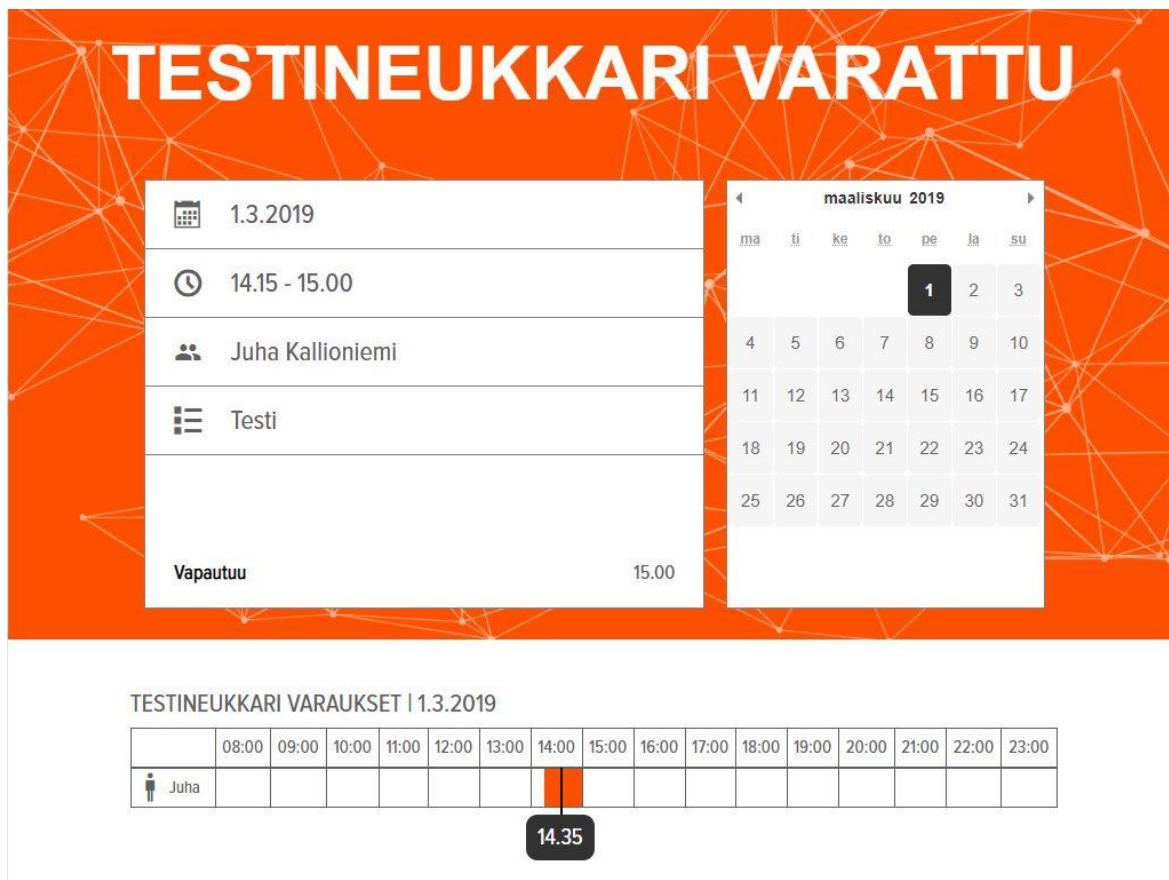 TESTINEUKKARI VARATTU
1.3.2019
14.15 - 15.00
Juha Kallioniemi
Testi
Vapautuu 15.00
maaliskuu 2019
ma ti ke to pe la su
1 2 3
4 5 6 7 8 9 10
11 12 13 14 15 16 17
18 19 20 21 22 23 24
25 26 27 28 29 30 31
TESTINEUKKARI VARAUKSET | 1.3.2019
08:00 09:00 10:00 11:00 12:00 13:00 14:00 15:00 16:00 17:00 18:00 19:00 20:00 21:00 22:00 23:00
Juha
14.35